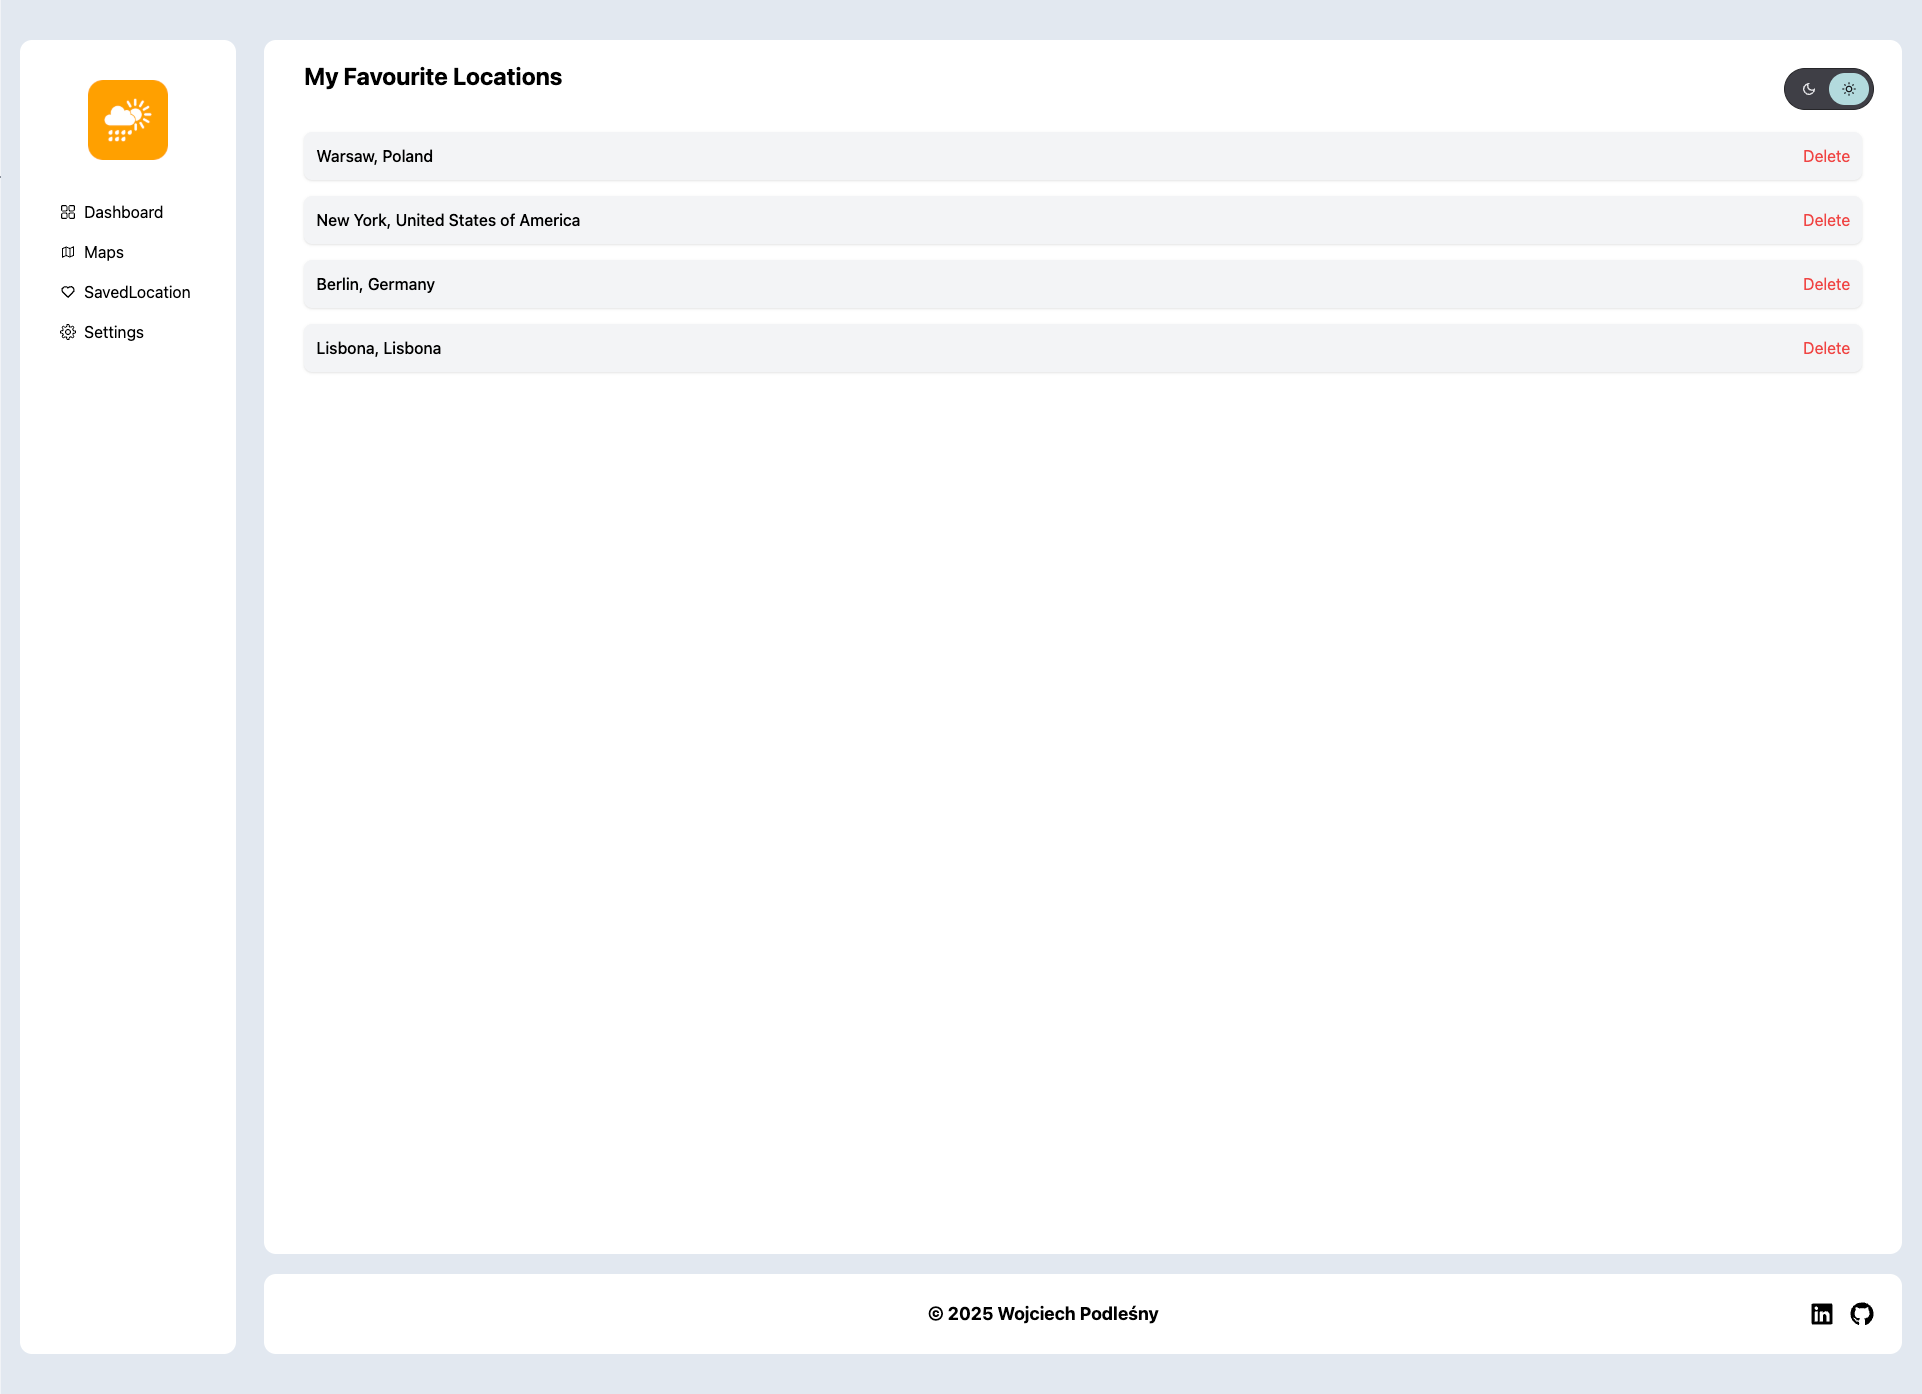 Dashboard
Maps
SavedLocation
Settings
My Favourite Locations
Warsaw, Poland
Delete
New York, United States of America
Delete
Berlin, Germany
Delete
Lisbona, Lisbona
Delete
© 2025 Wojciech Podleśny
in